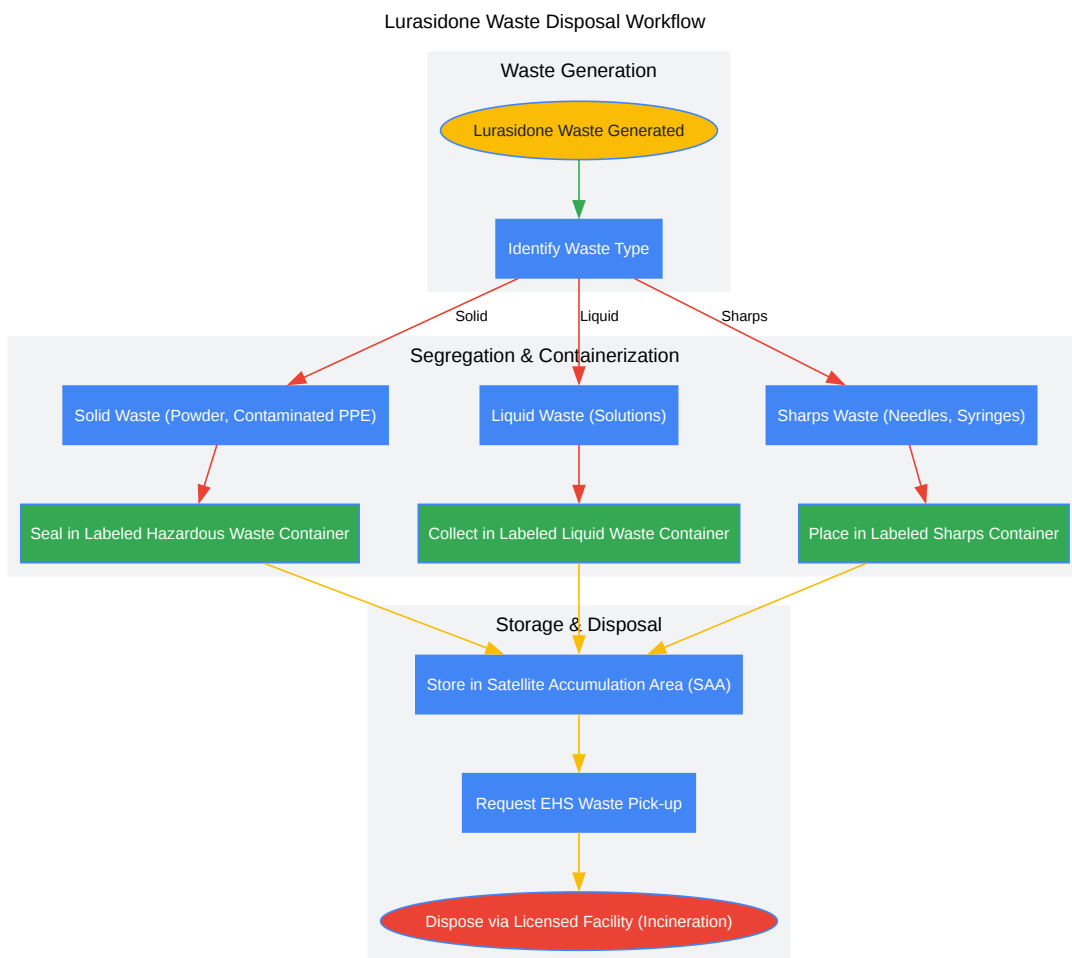 Lurasidone Waste Disposal Workflow
Waste Generation
Lurasidone Waste Generated
Identify Waste Type
Solid
Liquid
Sharps
Segregation & Containerization
Solid Waste (Powder, Contaminated PPE)
Liquid Waste (Solutions)
Sharps Waste (Needles, Syringes)
Seal in Labeled Hazardous Waste Container
Collect in Labeled Liquid Waste Container
Place in Labeled Sharps Container
Storage & Disposal
Store in Satellite Accumulation Area (SAA)
Request EHS Waste Pick-up
Dispose via Licensed Facility (Incineration)